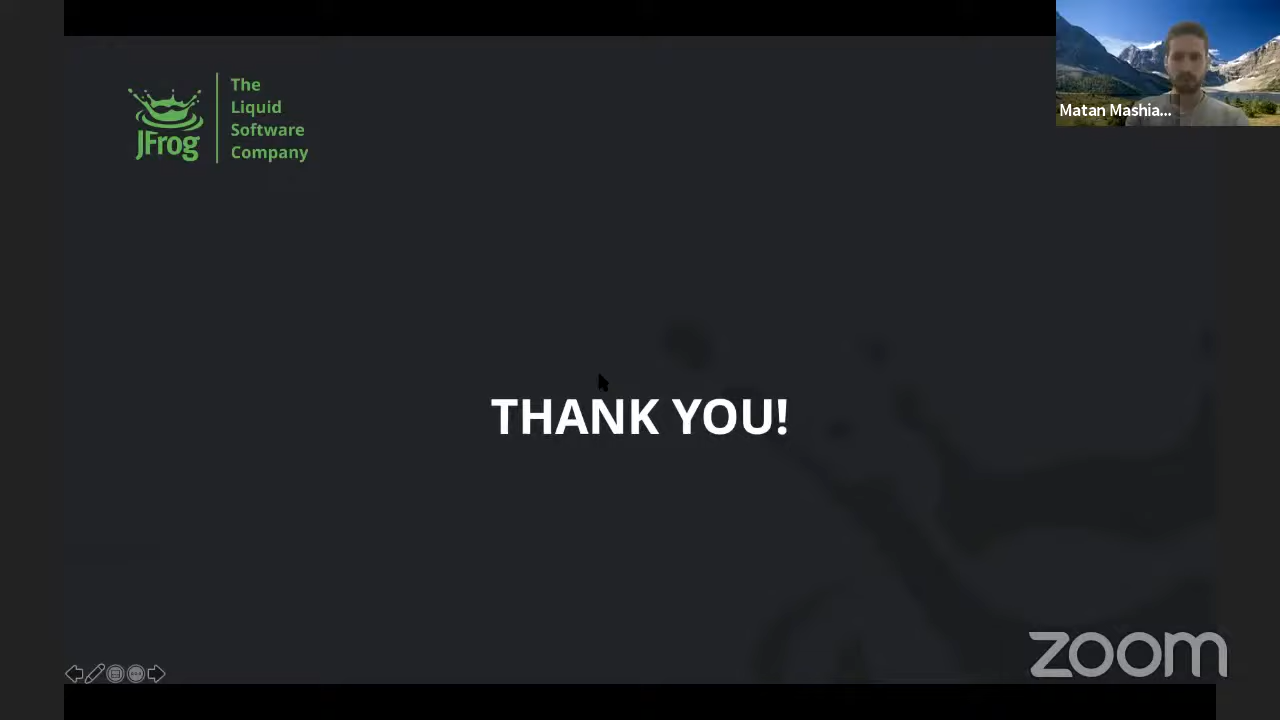 JFrog
The
Liquid
Software
Company
Matan Mashia...
THANK YOU!
zoom